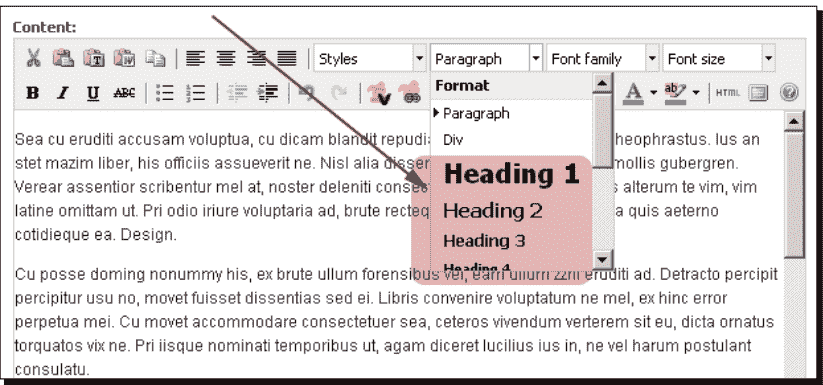 Content:
Styles Paragraph Font family Font size
B I U ABC A ab HTML
Format
Paragraph
Div
Heading 1
Heading 2
Heading 3
Heading 4
Sea cu eruditi accusam voluptua, cu dicam blandit repudi heophrastus. Ius an
stet mazim liber, his officiis assueverit ne. Nisl alia disser mollis gubergren.
Verear assentior scribentur mel at, noster deleniti consec s alterum te vim, vim
latine omittam ut. Pri odio iriure voluptaria ad, brute recteq a quis aeterno
cotidieque ea. Design.
Cu posse doming nonummy his, ex brute ullum forensibus vel, eam ullum zzril eruditi ad. Detracto percipit
percipitur usu no, movet fuisset dissentias sed ei. Libris convenire voluptatum ne mel, ex hinc error
perpetua mei. Cu movet accommodare consectetuer sea, ceteros vivendum verterem sit eu, dicta ornatus
torquatos vix ne. Pri iisque nominati temporibus ut, agam diceret lucilius ius in, ne vel harum postulant
consulatu.